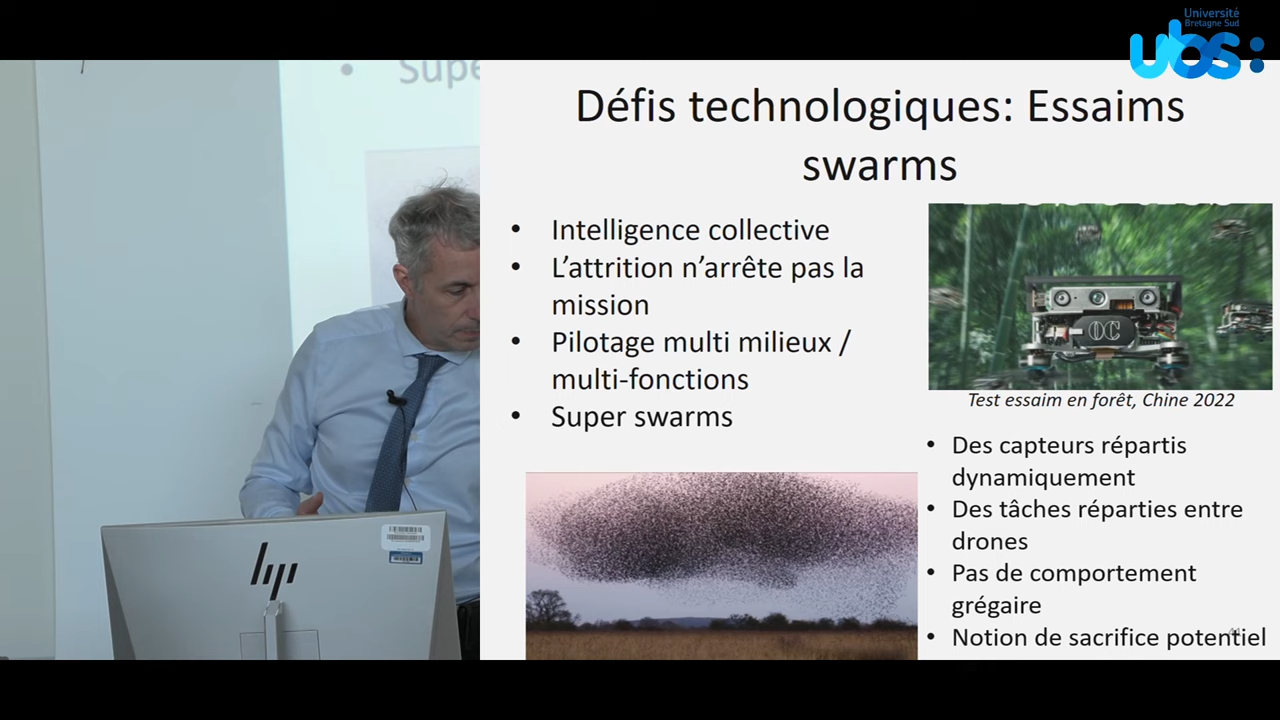 Université
Bretagne Sud
ubs:
Supe
Défis technologiques: Essaims
swarms
• Intelligence collective
• L’attrition n’arrête pas la
mission
• Pilotage multi milieux /
multi-fonctions
• Super swarms
OC
Test essaim en forêt, Chine 2022
• Des capteurs répartis
dynamiquement
• Des tâches réparties entre
drones
• Pas de comportement
grégaire
• Notion de sacrifice potentiel
hp